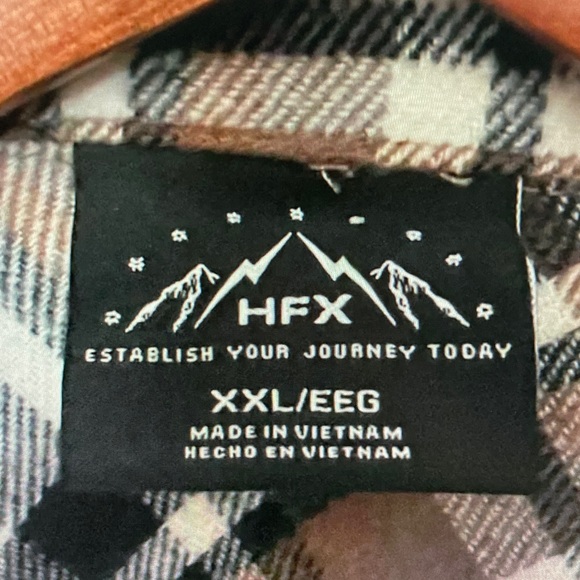 HFX
ESTABLISH YOUR JOURNEY TODAY
XXL/EEG
MADE IN VIETNAM
HECHO EN VIETNAM